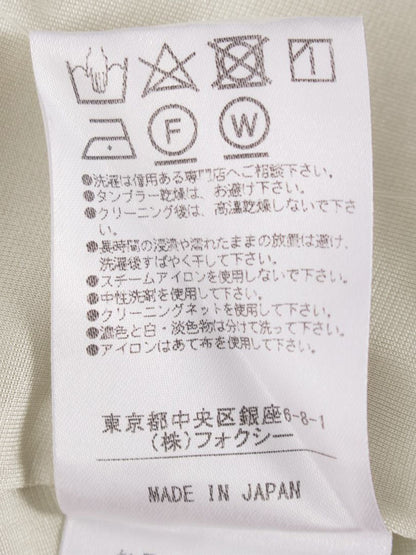 1
F
W
●洗濯は信用ある専門店へご相談下さい。
●タンブラー乾燥は、お避け下さい。
●クリーニング後は、高温乾燥しないで下さ
い。
●長時間の浸漬や濡れたままの放置は避け、
洗濯後すばやく干して下さい。
●スチームアイロンを使用しないで下さい。
●中性洗剤を使用して下さい。
●クリーニングネットを使用して下さい。
●濃色と白・淡色物は分けて洗って下さい。
●アイロンはあて布を使用して下さい。
東京都中央区銀座6-8-1
(株)フォクシー
MADE IN JAPAN